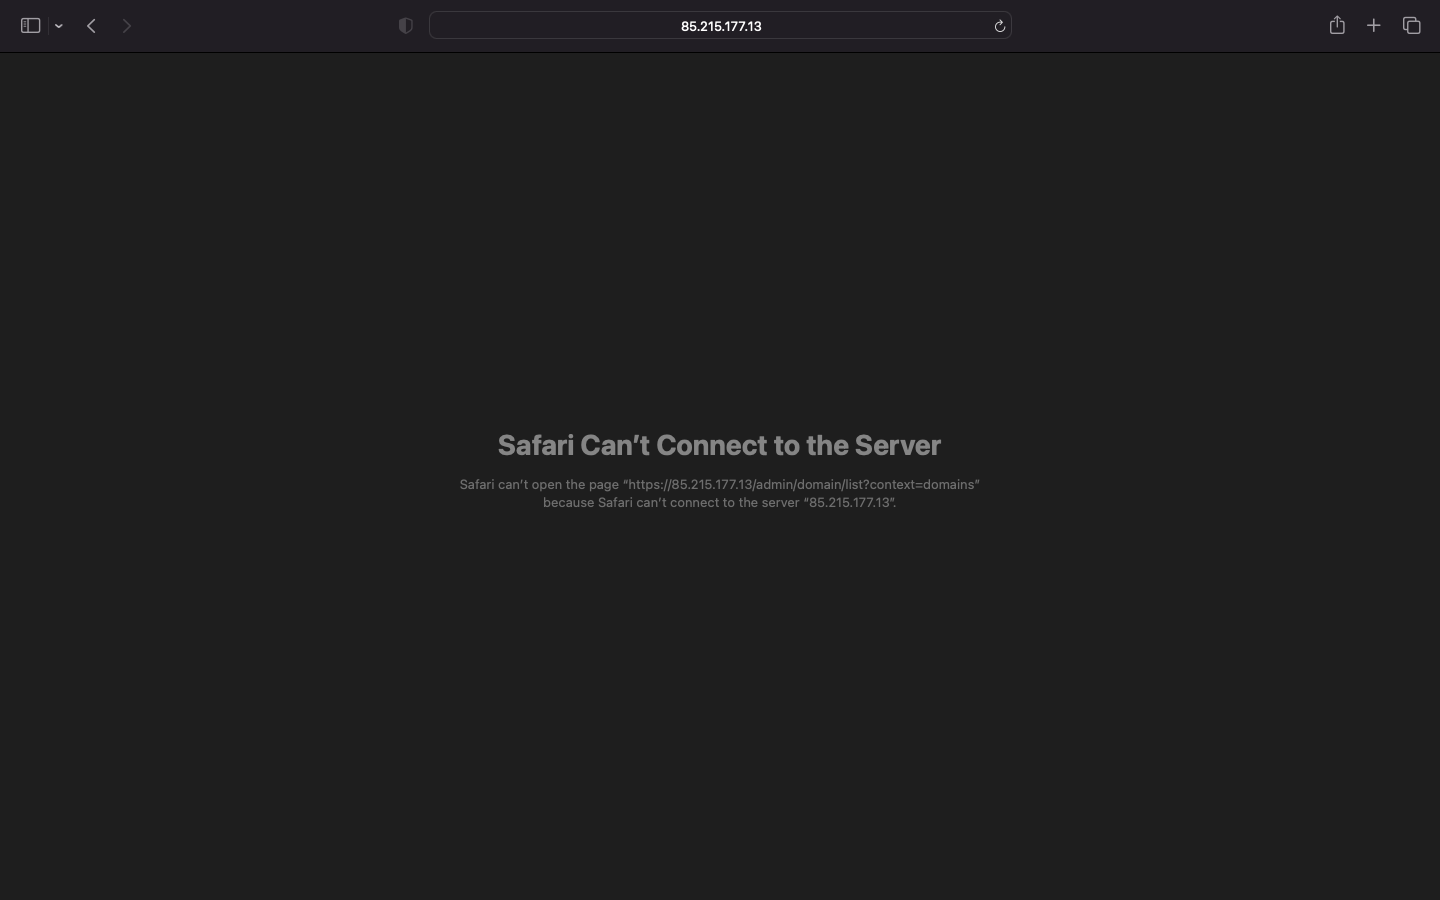 85.215.177.13
Safari Can’t Connect to the Server
Safari can’t open the page “https://85.215.177.13/admin/domain/list?context=domains”
because Safari can’t connect to the server “85.215.177.13”.